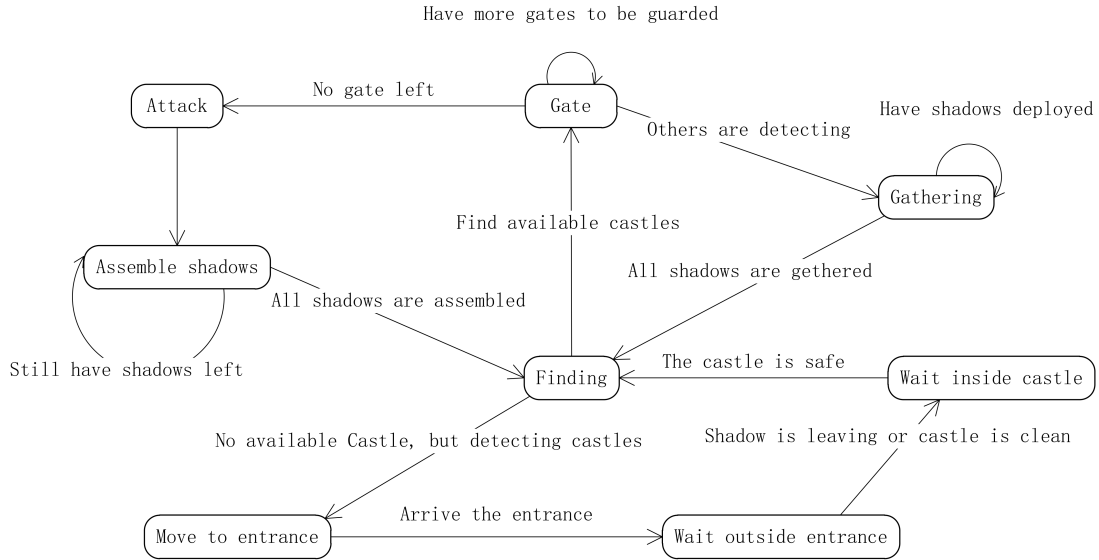 Have more gates to be guarded
Attack
No gate left
Gate
Have shadows deployed
Others are detecting
Gathering
Find available castles
Assemble shadows
All shadows are gethered
All shadows are assembled
Still have shadows left
The castle is safe
Finding
Wait inside castle
No available Castle, but detecting castles
Shadow is leaving or castle is clean
Arrive the entrance
Move to entrance
Wait outside entrance